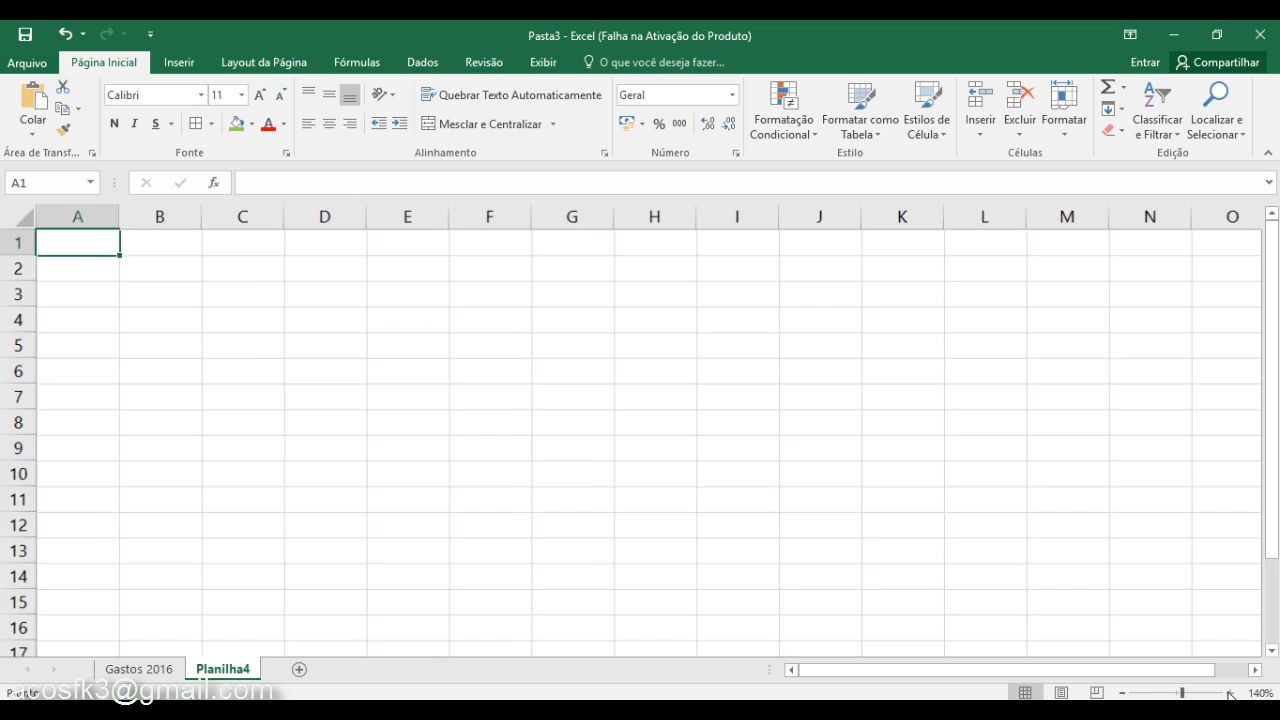 Pasta3 - Excel (Falha na Ativação do Produto)
Arquivo Página Inicial Inserir Layout da Página Fórmulas Dados Revisão Exibir O que você deseja fazer... Entrar Compartilhar
Colar Calibri 11 Quebrar Texto Automaticamente Geral
N I S Mesclar e Centralizar % 000
Formatação Condicional Formatar como Tabela Estilos de Célula Inserir Excluir Formatar Classificar e Filtrar Localizar e Selecionar
Área de Transf... Fonte Alinhamento Número Estilo Células Edição
A1 fx
A B C D E F G H I J K L M N O
1
2
3
4
5
6
7
8
9
10
11
12
13
14
15
16
17
Gastos 2016 Planilha4
140%